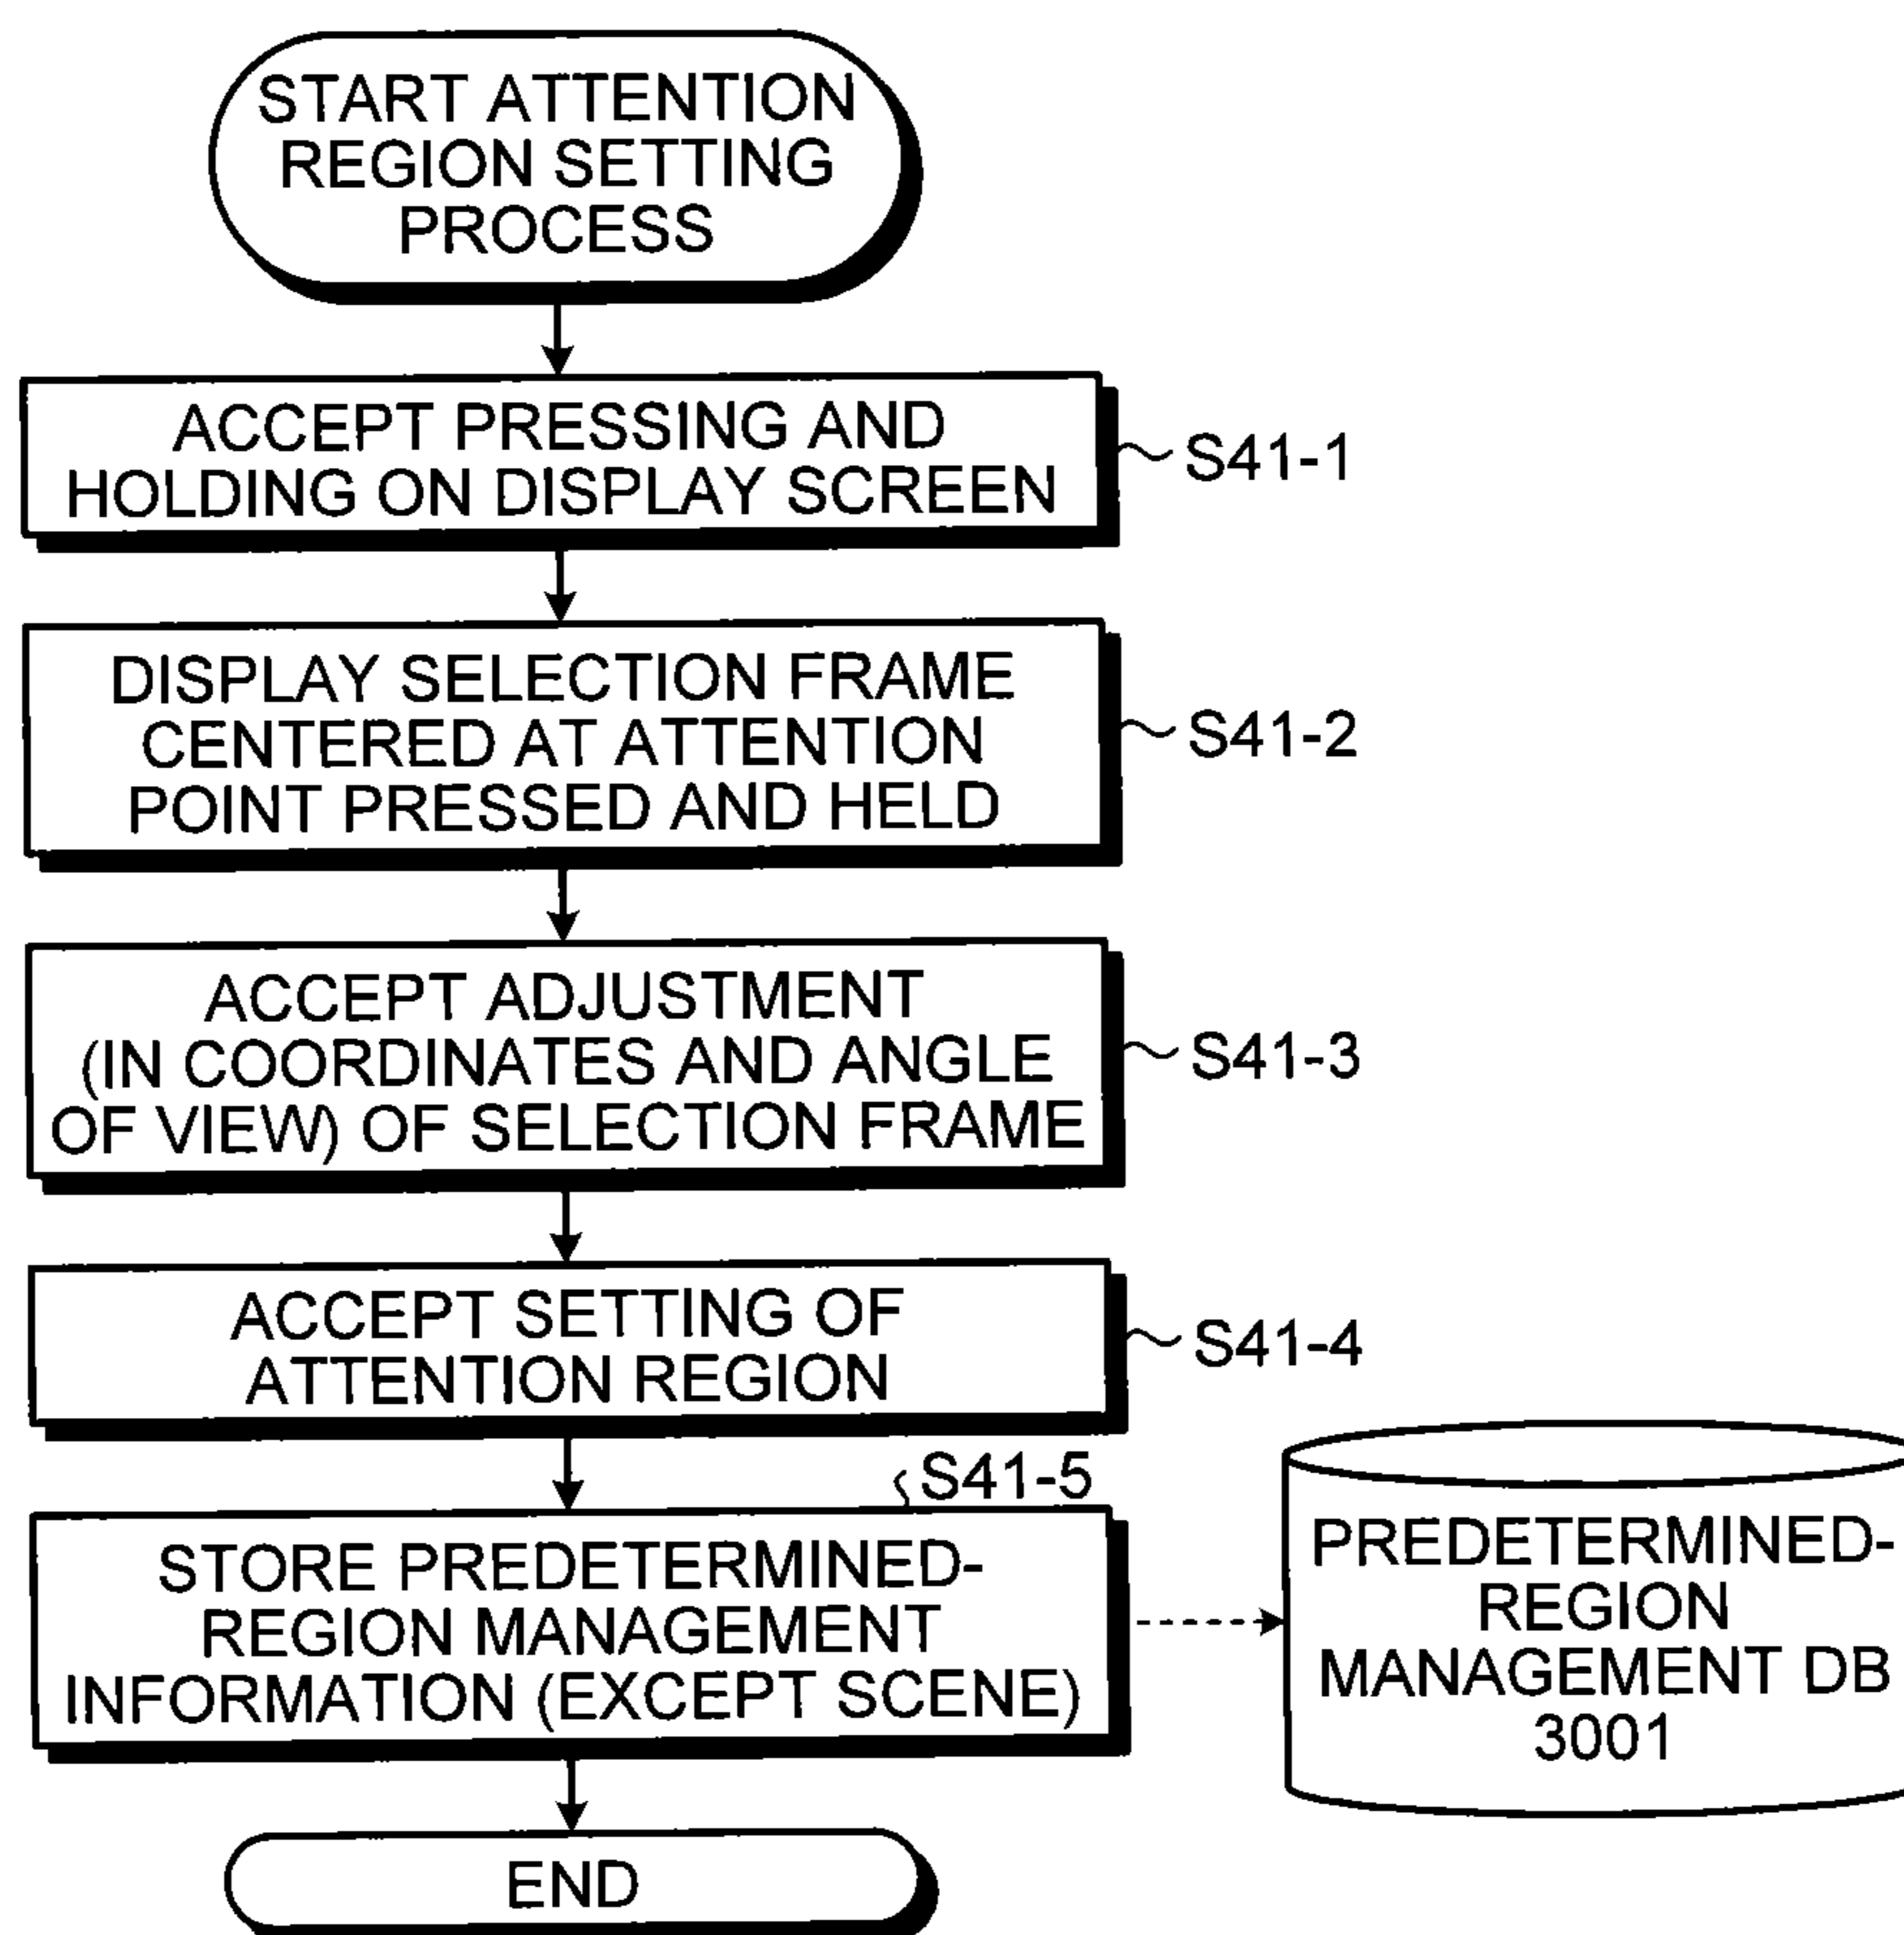 START ATTENTION
REGION SETTING
PROCESS
ACCEPT PRESSING AND
HOLDING ON DISPLAY SCREEN
S41-1
DISPLAY SELECTION FRAME
CENTERED AT ATTENTION
POINT PRESSED AND HELD
S41-2
ACCEPT ADJUSTMENT
(IN COORDINATES AND ANGLE
OF VIEW) OF SELECTION FRAME
S41-3
ACCEPT SETTING OF
ATTENTION REGION
S41-4
S41-5
STORE PREDETERMINED-
REGION MANAGEMENT
INFORMATION (EXCEPT SCENE)
PREDETERMINED-
REGION
MANAGEMENT DB
3001
END